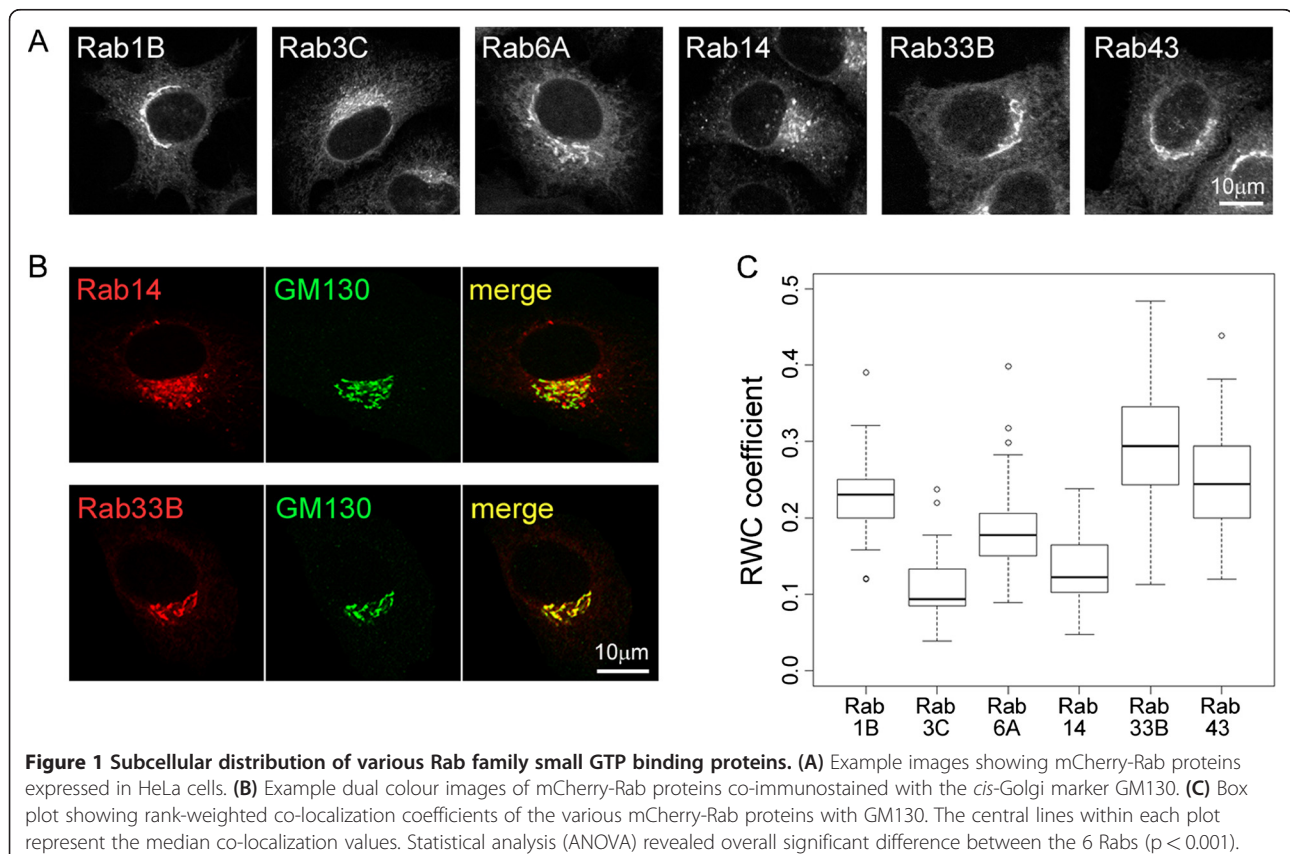 A
Rab1B
Rab3C
Rab6A
Rab14
Rab33B
Rab43
10μm
B
Rab14
GM130
merge
Rab33B
GM130
merge
10μm
C
RWC coefficient
0.5
0.4
0.3
0.2
0.1
0.0
Rab 1B
Rab 3C
Rab 6A
Rab 14
Rab 33B
Rab 43
Figure 1 Subcellular distribution of various Rab family small GTP binding proteins. (A) Example images showing mCherry-Rab proteins
expressed in HeLa cells. (B) Example dual colour images of mCherry-Rab proteins co-immunostained with the cis-Golgi marker GM130. (C) Box
plot showing rank-weighted co-localization coefficients of the various mCherry-Rab proteins with GM130. The central lines within each plot
represent the median co-localization values. Statistical analysis (ANOVA) revealed overall significant difference between the 6 Rabs (p < 0.001).